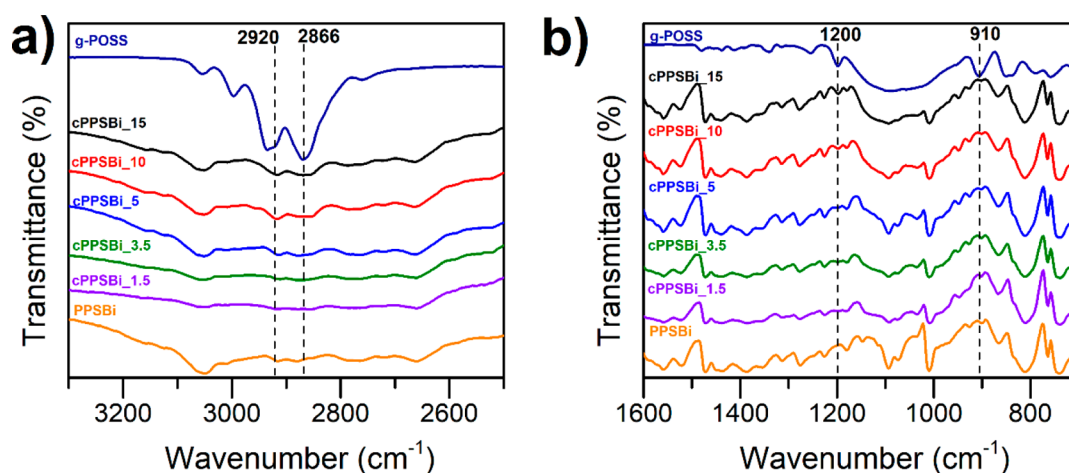 a)
2920 2866
g-POSS
cPPSBi_15
cPPSBi_10
cPPSBi_5
cPPSBi_3.5
cPPSBi_1.5
PPSBi
Transmittance (%)
3200 3000 2800 2600
Wavenumber (cm-1)
b)
1200 910
g-POSS
cPPSBi_15
cPPSBi_10
cPPSBi_5
cPPSBi_3.5
cPPSBi_1.5
PPSBi
Transmittance (%)
1600 1400 1200 1000 800
Wavenumber (cm-1)